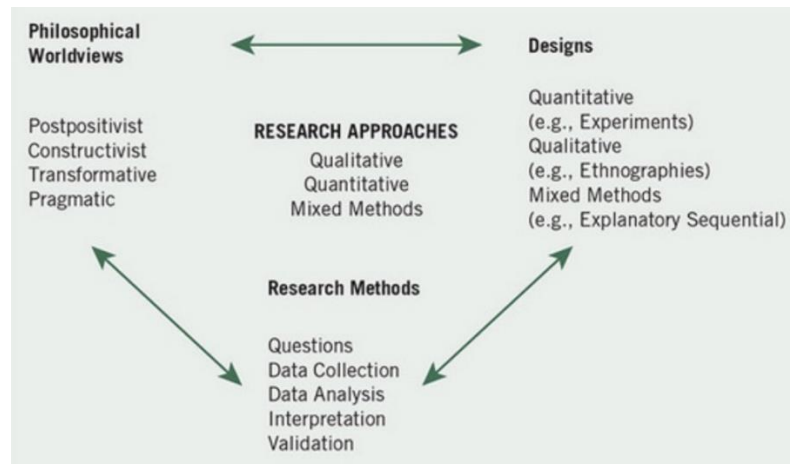 Philosophical
Worldviews
Postpositivist
Constructivist
Transformative
Pragmatic
RESEARCH APPROACHES
Qualitative
Quantitative
Mixed Methods
Designs
Quantitative
(e.g., Experiments)
Qualitative
(e.g., Ethnographies)
Mixed Methods
(e.g., Explanatory Sequential)
Research Methods
Questions
Data Collection
Data Analysis
Interpretation
Validation